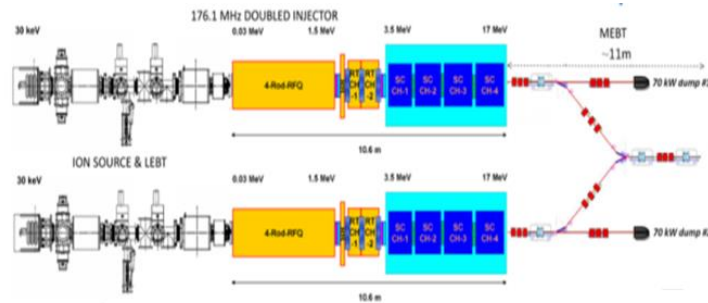 176.1 MHz DOUBLED INJECTOR
MEBT
30 keV
0.03 MeV 1.5 MeV 3.5 MeV 17 MeV
~11m
4-Rod-RFQ
RT CH -1
RT CH -2
SC CH-1
SC CH-2
SC CH-3
SC CH-4
70 kW dump
10.6 m
ION SOURCE & LEBT
30 keV
0.03 MeV 1.5 MeV 3.5 MeV 17 MeV
4-Rod-RFQ
RT CH -1
RT CH -2
SC CH-1
SC CH-2
SC CH-3
SC CH-4
70 kW dump
10.6 m